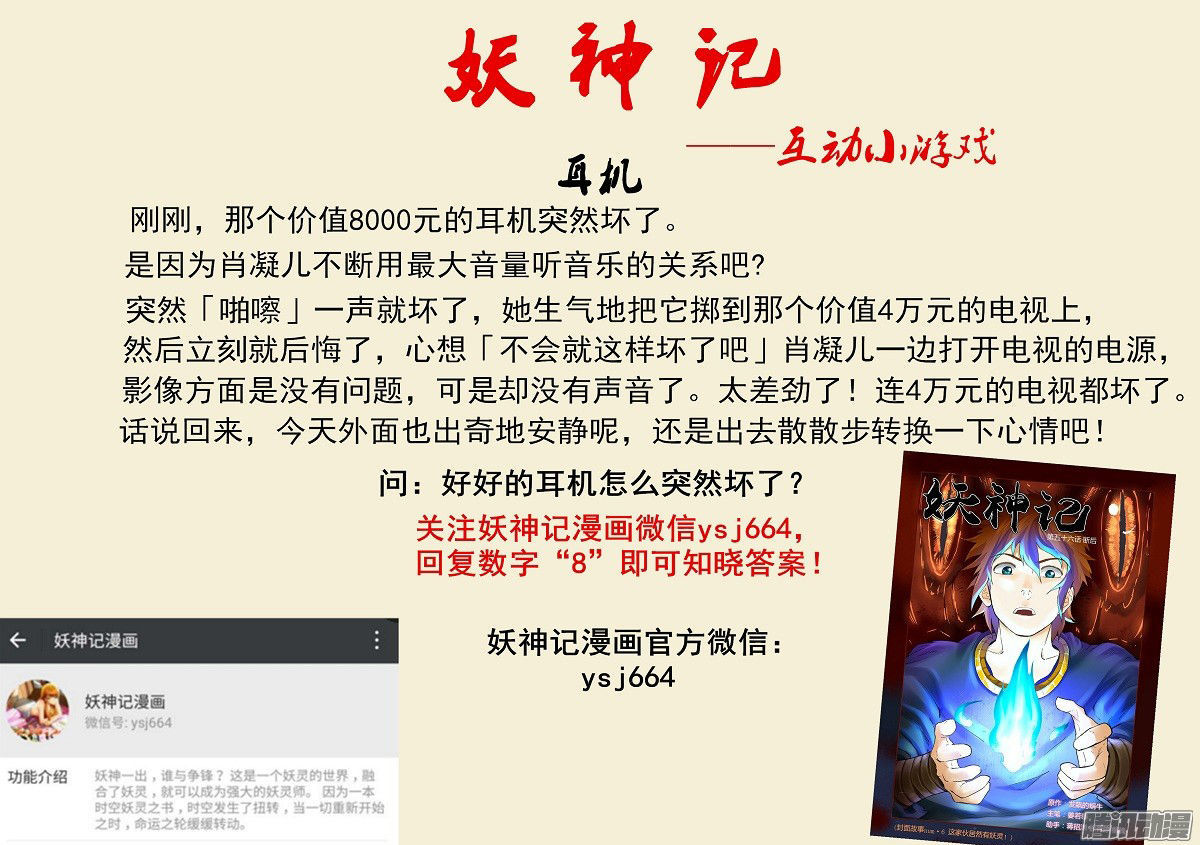 妖神记
——互动小游戏
耳机
刚刚，那个价值8000元的耳机突然坏了。
是因为肖凝儿不断用最大音量听音乐的关系吧?
突然「啪嚓」一声就坏了，她生气地把它掷到那个价值4万元的电视上，
然后立刻就后悔了，心想「不会就这样坏了吧」肖凝儿一边打开电视的电源，
影像方面是没有问题，可是却没有声音了。太差劲了！连4万元的电视都坏了。
话说回来，今天外面也出奇地安静呢，还是出去散散步转换一下心情吧！
问：好好的耳机怎么突然坏了？
关注妖神记漫画微信ysj664，
回复数字“8”即可知晓答案！
妖神记漫画官方微信：
ysj664
妖神记漫画
妖神记漫画
微信号: ysj664
功能介绍
妖神一出，谁与争锋？这是一个妖灵的世界，融
合了妖灵，就可以成为强大的妖灵师。因为一本
时空妖灵之书，时空发生了扭转，当一切重新开始
之时，命运之轮缓缓转动。
妖神记
第五十六话 断后
原作：发飙的蜗牛
主笔：
助手：
(封面故事num·6 这家伙居然有妖灵！)
腾讯动漫